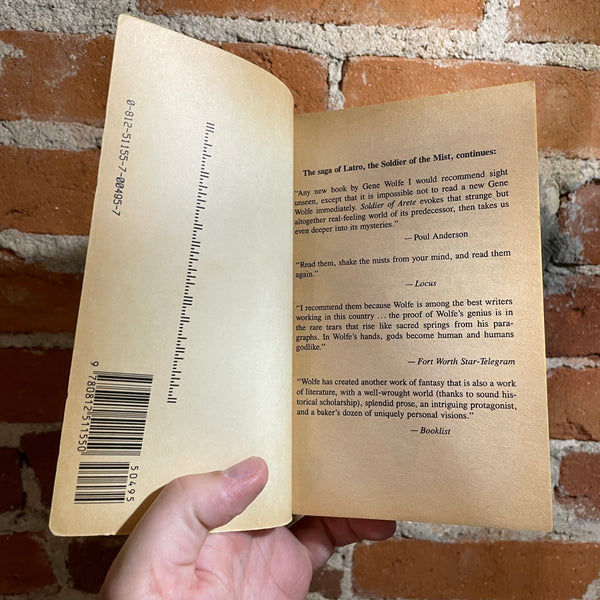 0-812-51155-7-00495-7
9 780812 511550
50495
The saga of Latro, the Soldier of the Mist, continues:
"Any new book by Gene Wolfe I would recommend sight
unseen, except that it is impossible not to read a new Gene
Wolfe immediately. Soldier of Arete evokes that strange but
altogether real-feeling world of its predecessor, then takes us
even deeper into its mysteries."
—Poul Anderson
"Read them, shake the mists from your mind, and read them
again."
—Locus
"I recommend them because Wolfe is among the best writers
working in this country ... the proof of Wolfe's genius is in
the rare tears that rise like sacred springs from his para-
graphs. In Wolfe's hands, gods become human and humans
godlike."
—Fort Worth Star-Telegram
"Wolfe has created another work of fantasy that is also a work
of literature, with a well-wrought world (thanks to sound his-
torical scholarship), splendid prose, an intriguing protagonist,
and a baker's dozen of uniquely personal visions."
—Booklist